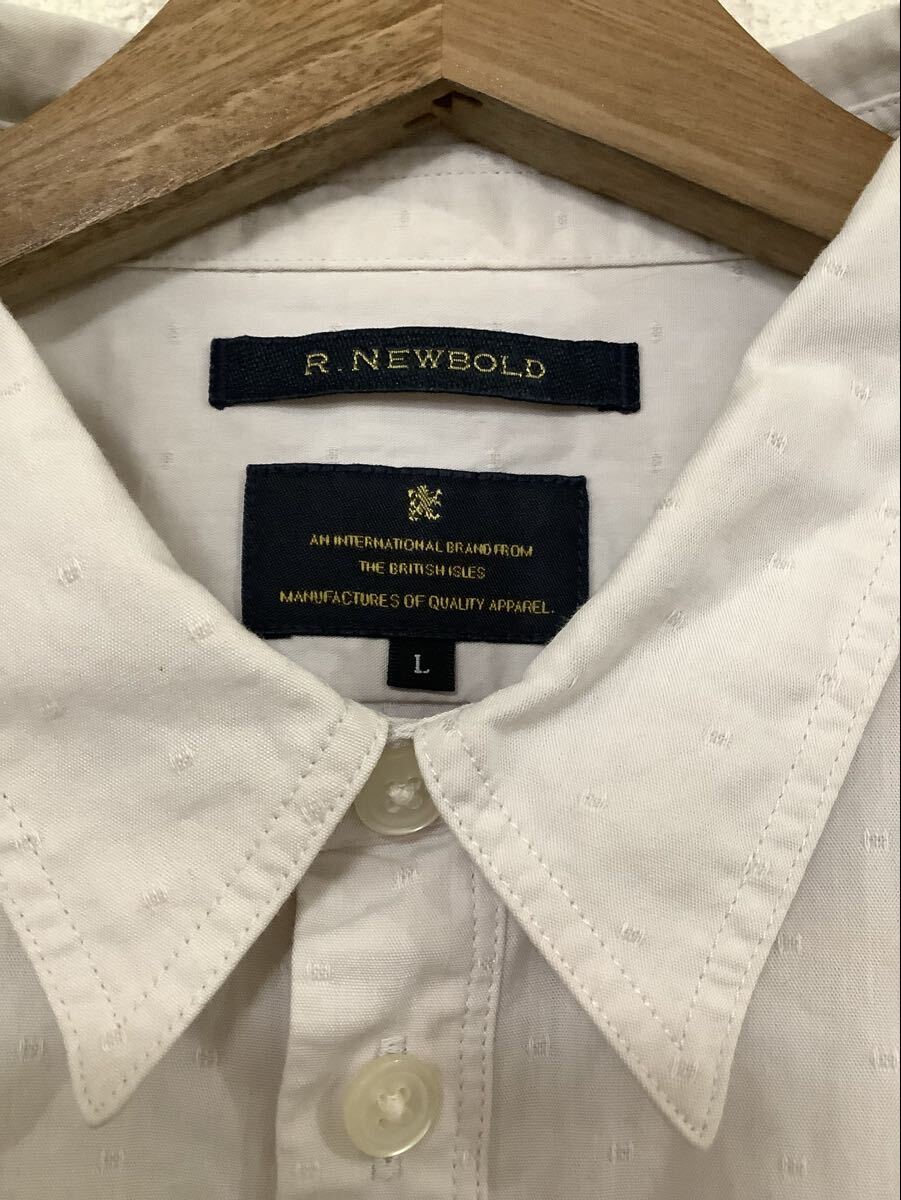 R. NEWBOLD
AN INTERNATIONAL BRAND FROM
THE BRITISH ISLES
MANUFACTURES OF QUALITY APPAREL.
L